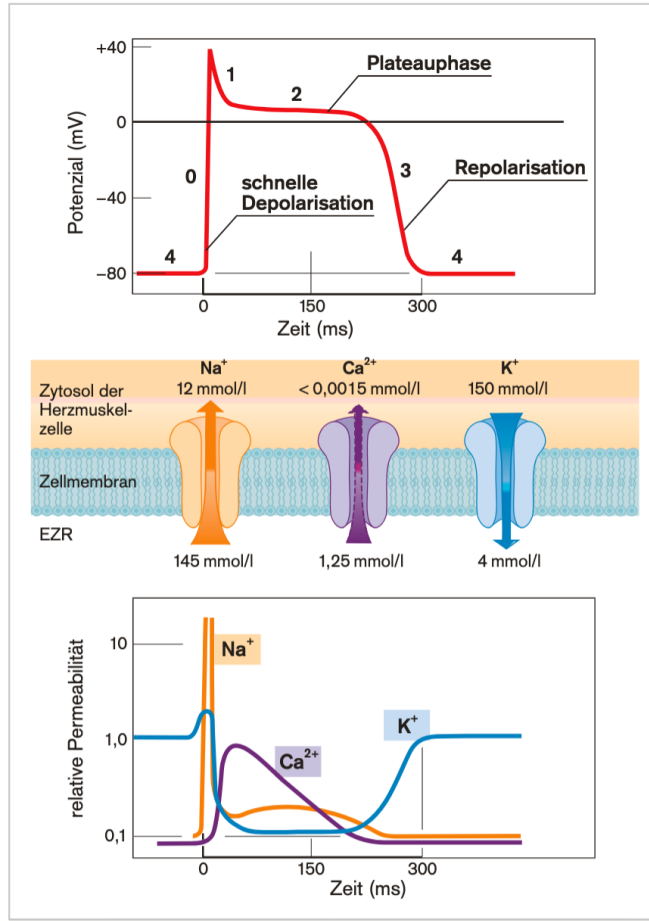 +40
0
−40
−80
Potenzial (mV)
1
2
Plateauphase
0
schnelle
Depolarisation
3
Repolarisation
4
4
0
150
300
Zeit (ms)
Na⁺
Ca²⁺
K⁺
Zytosol der
Herzmuskel-
zelle
12 mmol/l
< 0,0015 mmol/l
150 mmol/l
Zellmembran
EZR
145 mmol/l
1,25 mmol/l
4 mmol/l
relative Permeabilität
10
1,0
0,1
Na⁺
Ca²⁺
K⁺
0
150
300
Zeit (ms)